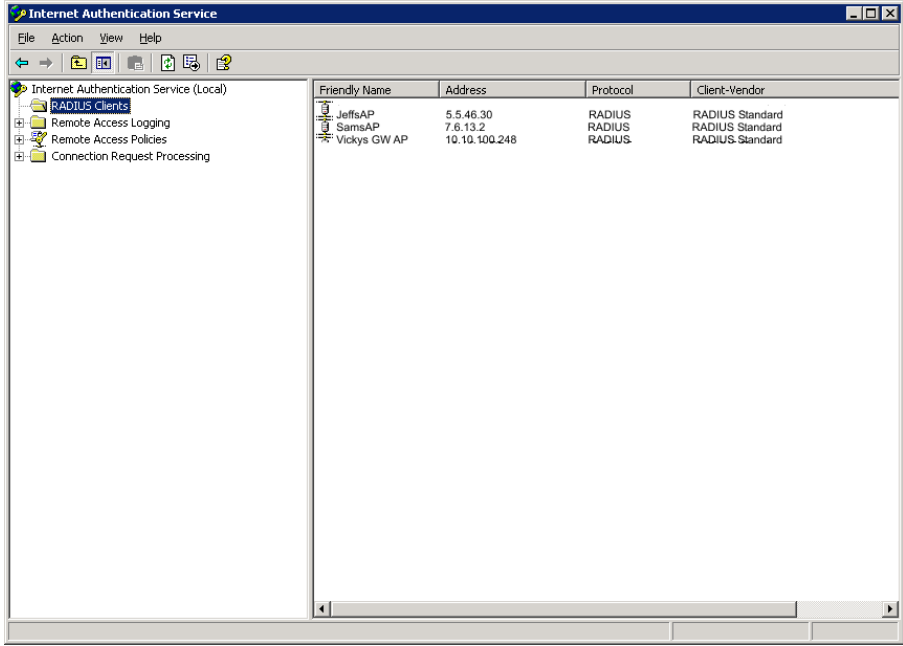 Internet Authentication Service
File Action View Help
Internet Authentication Service (Local)
RADIUS Clients
Remote Access Logging
Remote Access Policies
Connection Request Processing
Friendly Name Address Protocol Client-Vendor
JeffsAP 5.5.46.30 RADIUS RADIUS Standard
SamsAP 7.6.13.2 RADIUS RADIUS Standard
Vickys GW AP 10.10.100.248 RADIUS RADIUS Standard